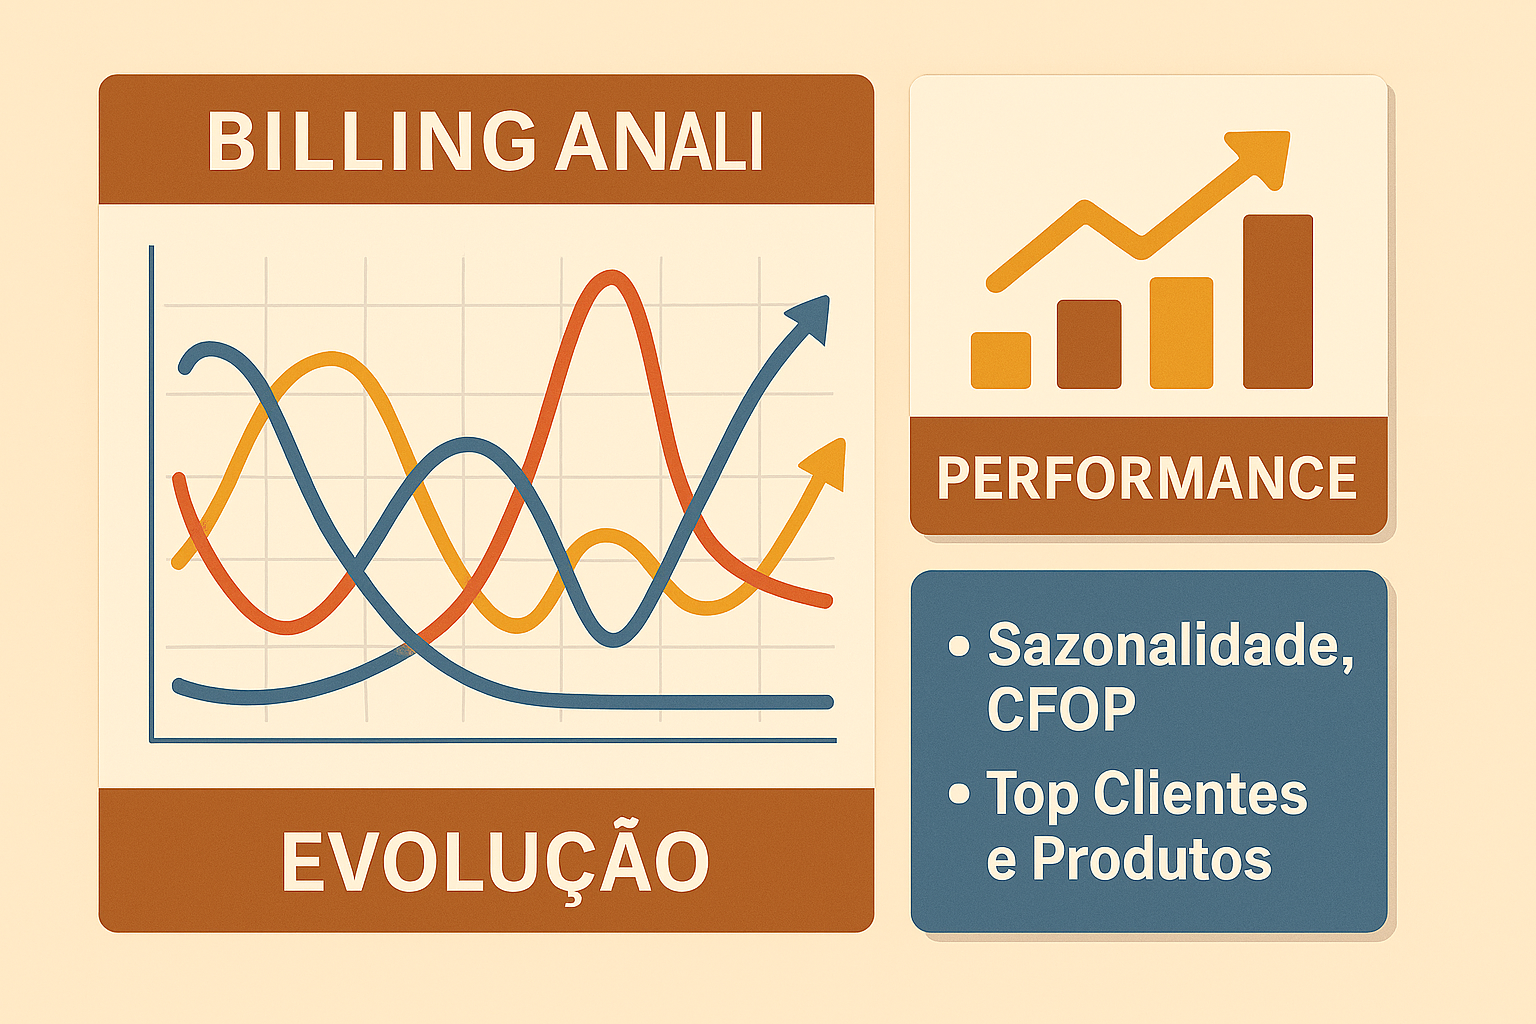 BILLING ANALI
EVOLUÇÃO
PERFORMANCE
• Sazonalidade,
CFOP
• Top Clientes
e Produtos